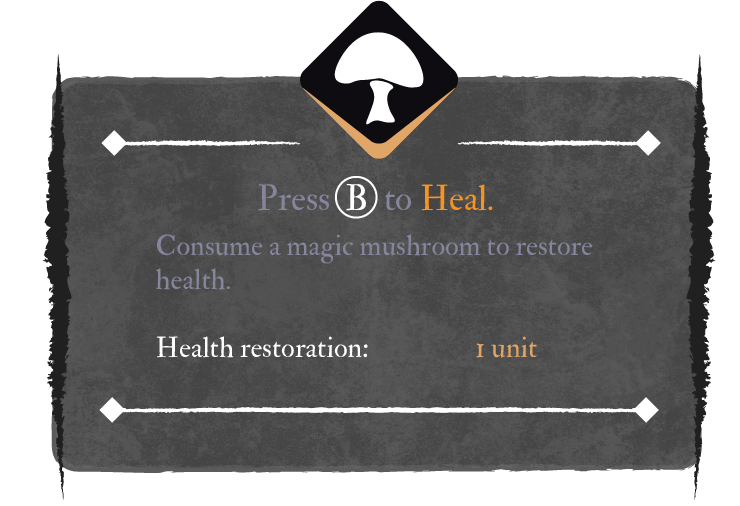 Press B to Heal.
Consume a magic mushroom to restore
health.
Health restoration: 1 unit